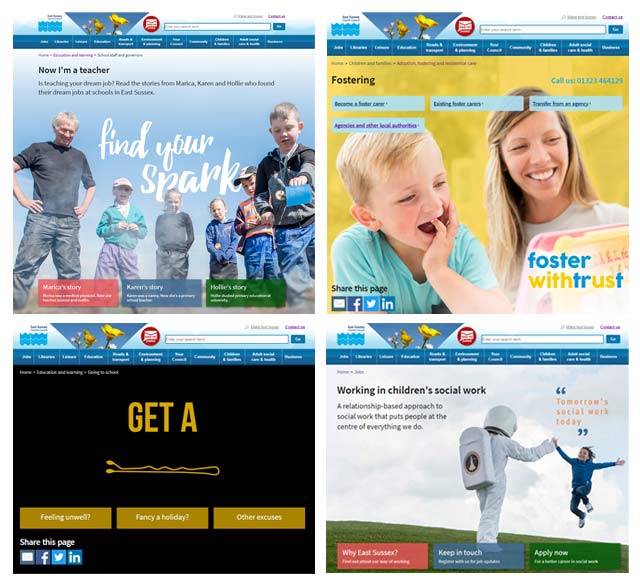 East Sussex
Make text bigger
Contact us
Enter your search here
Go
Jobs
Libraries
Leisure
Education
Roads & transport
Environment & planning
Your Council
Community
Children & families
Adult social care & health
Business
Home > Education and learning > School staff and governors
Now I'm a teacher
Is teaching your dream job? Read the stories from Marica, Karen and Hollie who found
their dream jobs at schools in East Sussex.
find your
spark
Marica's story
Marica was a medical physicist. Now she
teaches science and maths.
Karen's story
Karen was a nanny. Now she's a primary
school teacher.
Hollie's story
Hollie studied primary education at
university.
East Sussex
Make text bigger
Contact us
Enter your search here
Go
Jobs
Libraries
Leisure
Education
Roads & transport
Environment & planning
Your Council
Community
Children & families
Adult social care & health
Business
Home > Children and families > Adoption, fostering and residential care
Fostering
Call us: 01323 464129
Become a foster carer
Existing foster carers
Transfer from an agency
Agencies and other local authorities
foster
withtrust
Share this page
East Sussex
Make text bigger
Contact us
Enter your search here
Go
Jobs
Libraries
Leisure
Education
Roads & transport
Environment & planning
Your Council
Community
Children & families
Adult social care & health
Business
Home > Education and learning > Going to school
GET A
Feeling unwell?
Fancy a holiday?
Other excuses
Share this page
East Sussex
Make text bigger
Contact us
Enter your search here
Go
Jobs
Libraries
Leisure
Education
Roads & transport
Environment & planning
Your Council
Community
Children & families
Adult social care & health
Business
Home > Jobs
Working in children's social work
A relationship-based approach to
social work that puts people at the
centre of everything we do.
“
Tomorrow's
social work
today
”
Why East Sussex?
Find out about our way of working
Keep in touch
Register with us for job updates
Apply now
For a better career in social work